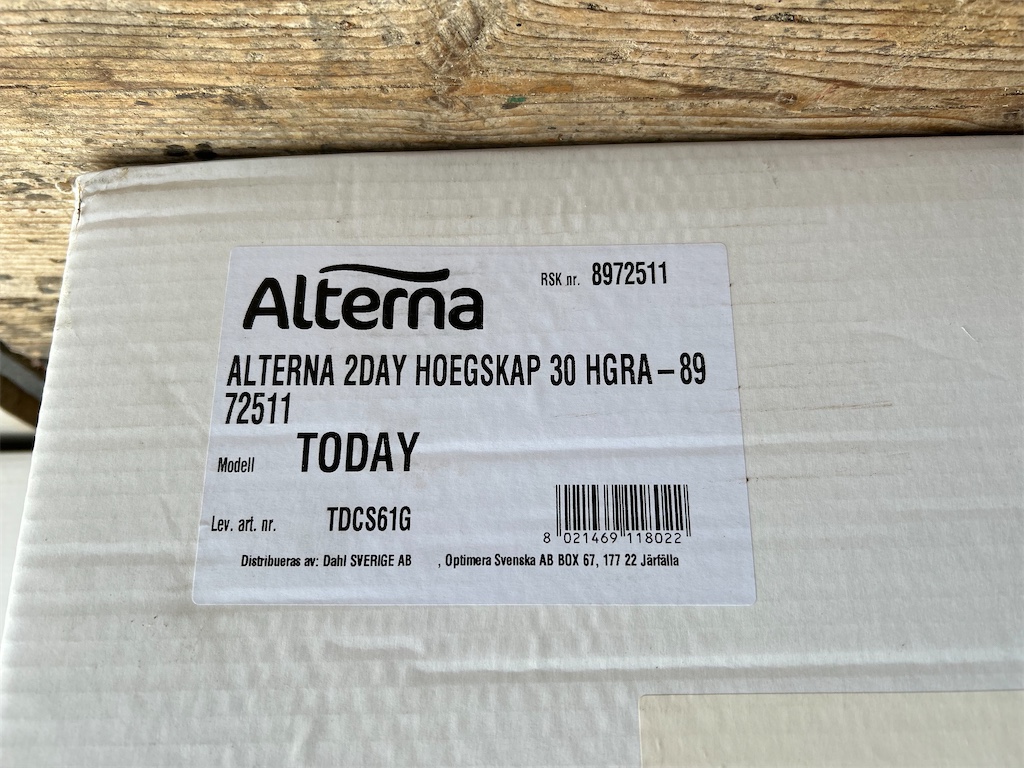 Alterna
RSK nr. 8972511
ALTERNA 2DAY HOEGSKAP 30 HGRA–89
72511
Modell TODAY
Lev. art. nr. TDCS61G
8 021469 118022
Distribueras av: Dahl SVERIGE AB , Optimera Svenska AB BOX 67, 177 22 Järfälla